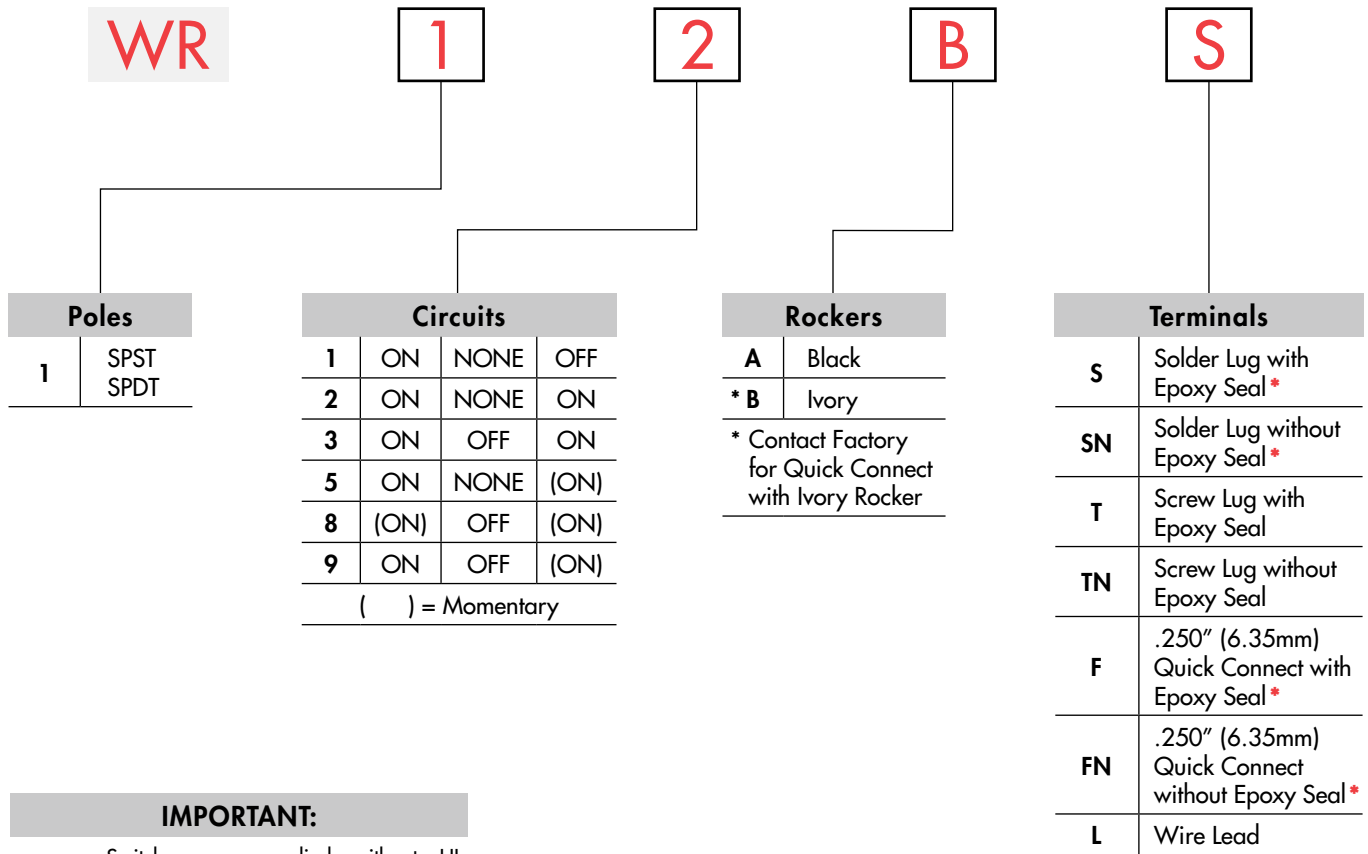 WR 1 2 B S
Poles
1 SPST
SPDT
Circuits
1 ON NONE OFF
2 ON NONE ON
3 ON OFF ON
5 ON NONE (ON)
8 (ON) OFF (ON)
9 ON OFF (ON)
( ) = Momentary
Rockers
A Black
* B Ivory
* Contact Factory
for Quick Connect
with Ivory Rocker
Terminals
S Solder Lug with
Epoxy Seal *
SN Solder Lug without
Epoxy Seal *
T Screw Lug with
Epoxy Seal
TN Screw Lug without
Epoxy Seal
F .250” (6.35mm)
Quick Connect with
Epoxy Seal *
FN .250” (6.35mm)
Quick Connect
without Epoxy Seal *
L Wire Lead
IMPORTANT: